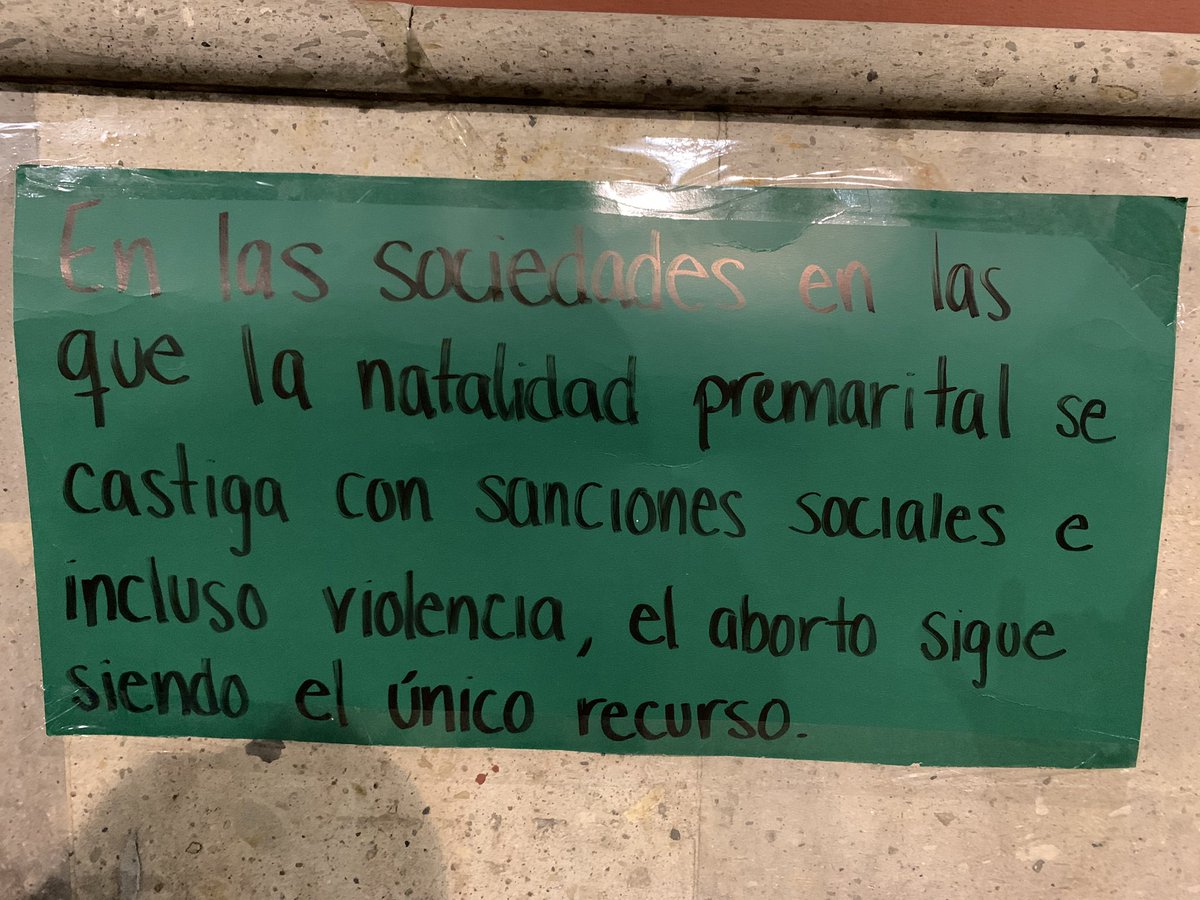 En las sociedades en las
que la natalidad premarital se
castiga con sanciones sociales e
incluso violencia, el aborto sigue
siendo el único recurso.